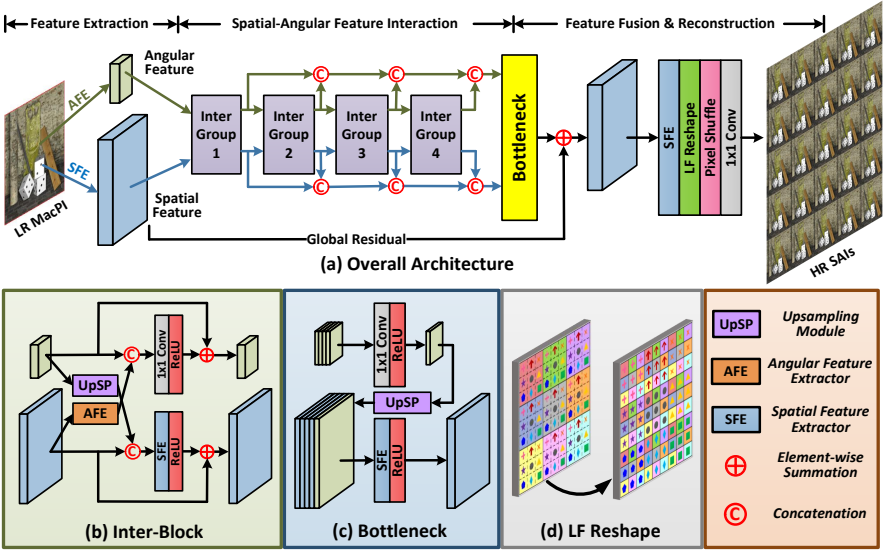 Feature Extraction
Spatial-Angular Feature Interaction
Feature Fusion & Reconstruction
Angular
Feature
AFE
SFE
LR MacPI
Spatial
Feature
Inter
Group
1
Inter
Group
2
Inter
Group
3
Inter
Group
4
C
C
C
C
C
C
Bottleneck
SFE
LF Reshape
Pixel Shuffle
1x1 Conv
HR SAIs
Global Residual
(a) Overall Architecture
C
1x1 Conv
ReLU
UpSP
AFE
C
SFE
ReLU
(b) Inter-Block
1x1 Conv
ReLU
UpSP
SFE
ReLU
(c) Bottleneck
(d) LF Reshape
UpSP
Upsampling
Module
AFE
Angular Feature
Extractor
SFE
Spatial Feature
Extractor
Element-wise
Summation
C
Concatenation